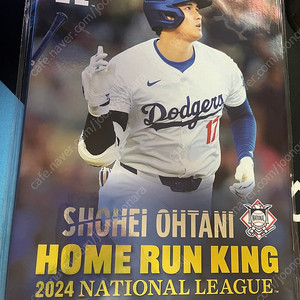 Dodgers
17
SHOHEI OHTANI
HOME RUN KING
2024 NATIONAL LEAGUE